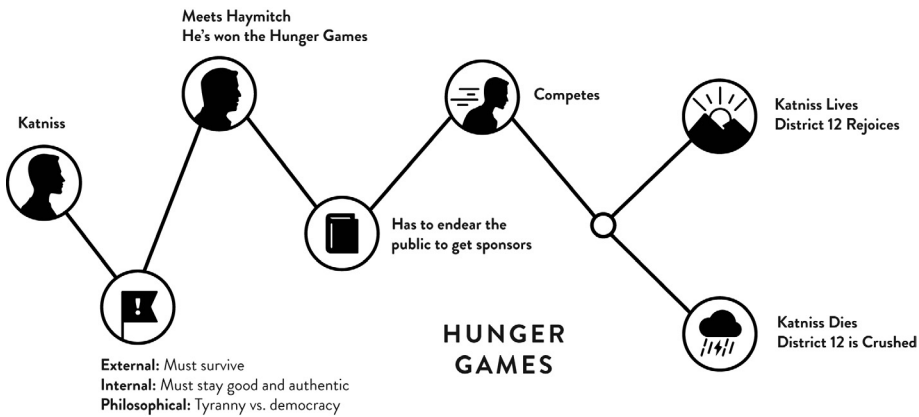 Meets Haymitch
He's won the Hunger Games
Katniss
Competes
Katniss Lives
District 12 Rejoices
!
Has to endear the
public to get sponsors
HUNGER
GAMES
Katniss Dies
District 12 is Crushed
External: Must survive
Internal: Must stay good and authentic
Philosophical: Tyranny vs. democracy